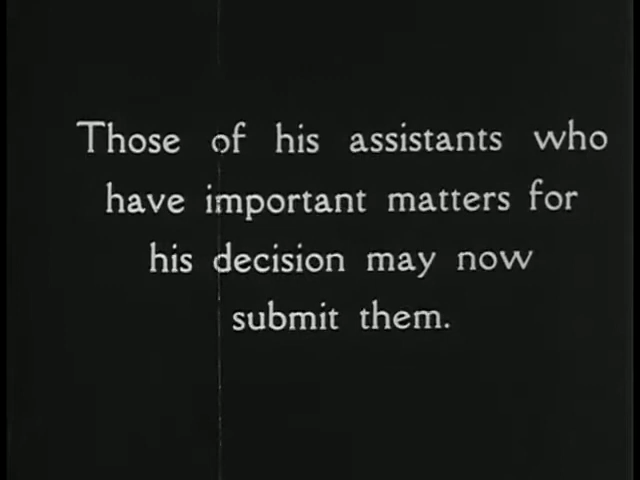 Those of his assistants who
have important matters for
his decision may now
submit them.